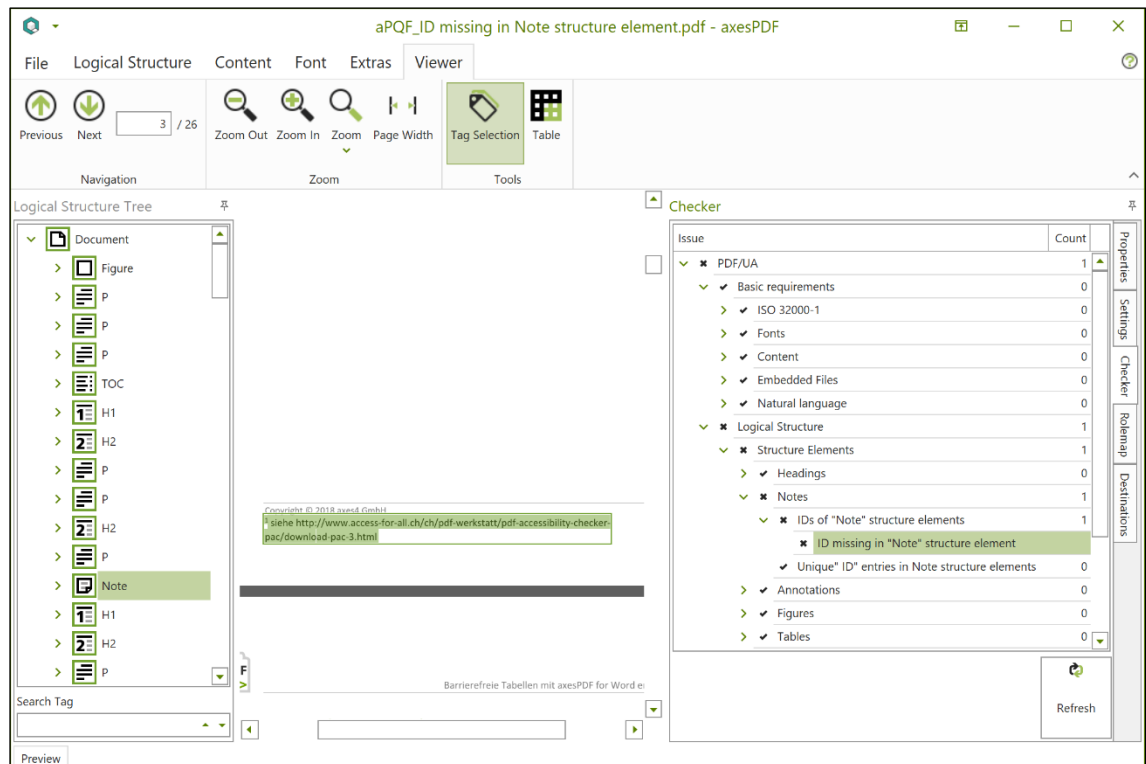 aPQF_ID missing in Note structure element.pdf - axesPDF
File Logical Structure Content Font Extras Viewer
Previous Next 3 / 26 Zoom Out Zoom In Zoom Page Width Tag Selection Table
Navigation Zoom Tools
Logical Structure Tree
Document
Figure
P
P
P
TOC
1 H1
2 H2
P
P
2 H2
P
Note
1 H1
2 H2
P
Search Tag
Preview
Copyright © 2018 axes4 GmbH
1 siehe http://www.access-for-all.ch/ch/pdf-werkstatt/pdf-accessibility-checker-
pac/download-pac-3.html
F
>
Barrierefreie Tabellen mit axesPDF for Word
Checker
Issue Count
PDF/UA 1
Basic requirements 0
ISO 32000-1 0
Fonts 0
Content 0
Embedded Files 0
Natural language 0
Logical Structure 1
Structure Elements 1
Headings 0
Notes 1
IDs of "Note" structure elements 1
ID missing in "Note" structure element
Unique" ID" entries in Note structure elements 0
Annotations 0
Figures 0
Tables 0
Refresh
Properties
Settings
Checker
Rolemap
Destinations